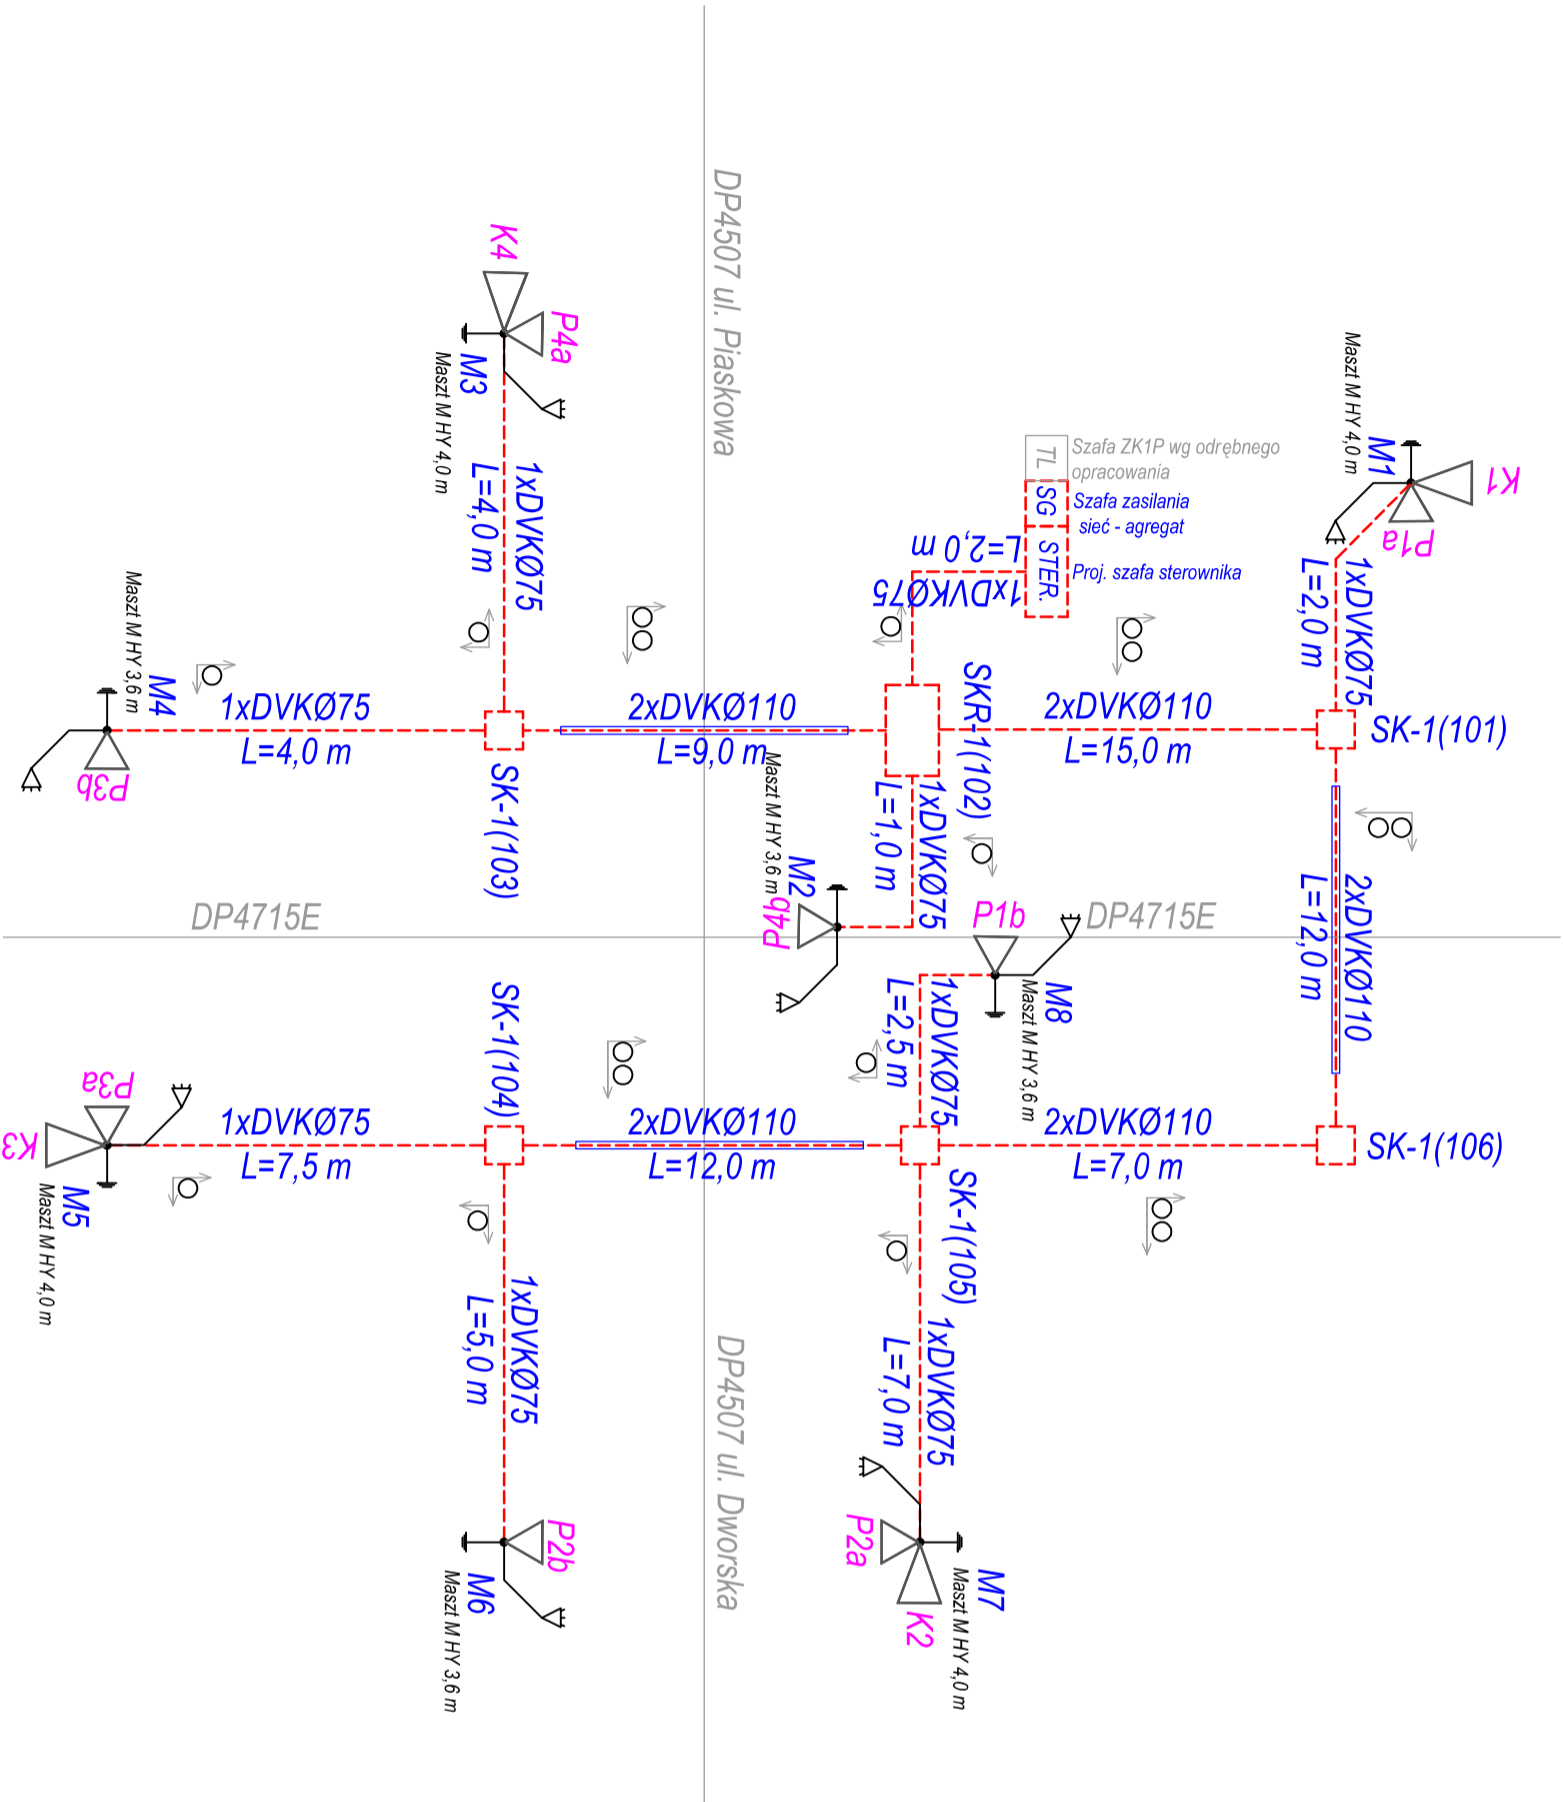 DP4507 ul. Piaskowa
K4
P4a
M3
Maszt M HY 4,0 m
1xDVKØ75
L=4,0 m
Maszt M HY 4,0 m
M1
K1
P1a
1xDVKØ75
L=2,0 m
TL
Szafa ZK1P wg odrębnego
opracowania
SG
Szafa zasilania
sieć - agregat
STER.
Proj. szafa sterownika
L=2,0 m
1xDVKØ75
Maszt M HY 3,6 m
M4
P3b
1xDVKØ75
L=4,0 m
SK-1(103)
2xDVKØ110
L=9,0 m
SKR-1(102)
2xDVKØ110
L=15,0 m
SK-1(101)
1xDVKØ75
L=1,0 m
Maszt M HY 3,6 m
M2
P4b
DP4715E
P1b
DP4715E
2xDVKØ110
L=12,0 m
M8
Maszt M HY 3,6 m
1xDVKØ75
L=2,5 m
SK-1(104)
P3a
K3
M5
Maszt M HY 4,0 m
1xDVKØ75
L=7,5 m
2xDVKØ110
L=12,0 m
SK-1(105)
2xDVKØ110
L=7,0 m
SK-1(106)
1xDVKØ75
L=5,0 m
1xDVKØ75
L=7,0 m
DP4507 ul. Dworska
P2b
M6
Maszt M HY 3,6 m
P2a
K2
M7
Maszt M HY 4,0 m